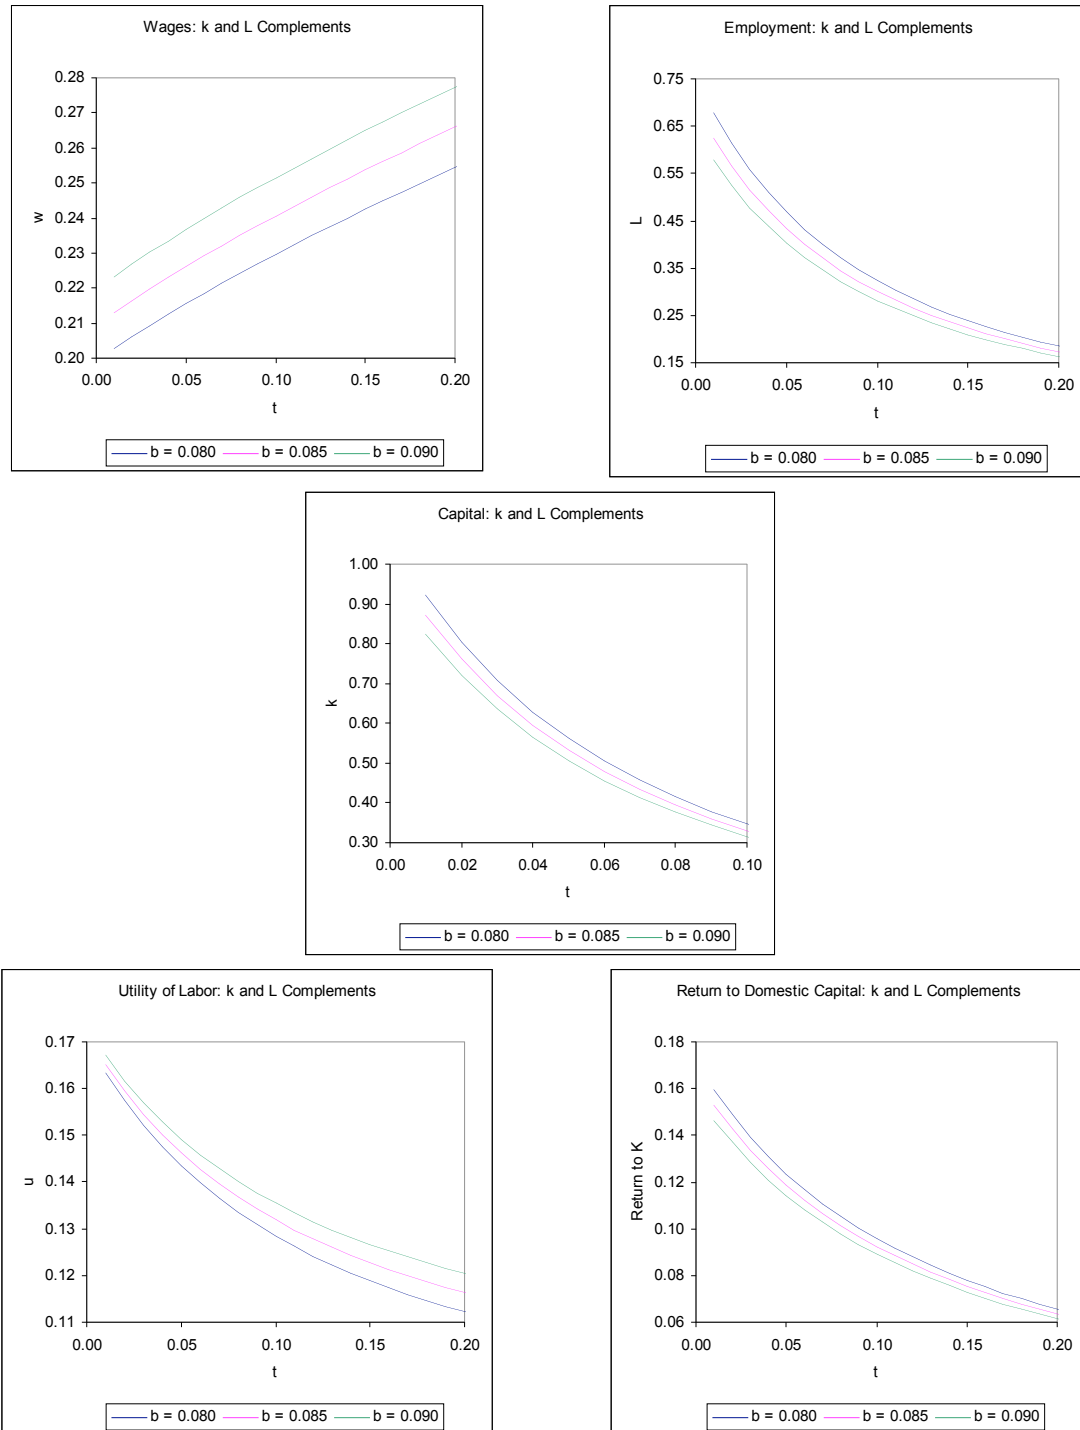 Wages: k and L Complements
0.28
0.27
0.26
0.25
0.24
0.23
0.22
0.21
0.20
w
0.00 0.05 0.10 0.15 0.20
t
b = 0.080 b = 0.085 b = 0.090
Employment: k and L Complements
0.75
0.65
0.55
0.45
0.35
0.25
0.15
L
0.00 0.05 0.10 0.15 0.20
t
b = 0.080 b = 0.085 b = 0.090
Capital: k and L Complements
1.00
0.90
0.80
0.70
0.60
0.50
0.40
0.30
k
0.00 0.02 0.04 0.06 0.08 0.10
t
b = 0.080 b = 0.085 b = 0.090
Utility of Labor: k and L Complements
0.17
0.16
0.15
0.14
0.13
0.12
0.11
u
0.00 0.05 0.10 0.15 0.20
t
b = 0.080 b = 0.085 b = 0.090
Return to Domestic Capital: k and L Complements
0.18
0.16
0.14
0.12
0.10
0.08
0.06
Return to K
0.00 0.05 0.10 0.15 0.20
t
b = 0.080 b = 0.085 b = 0.090